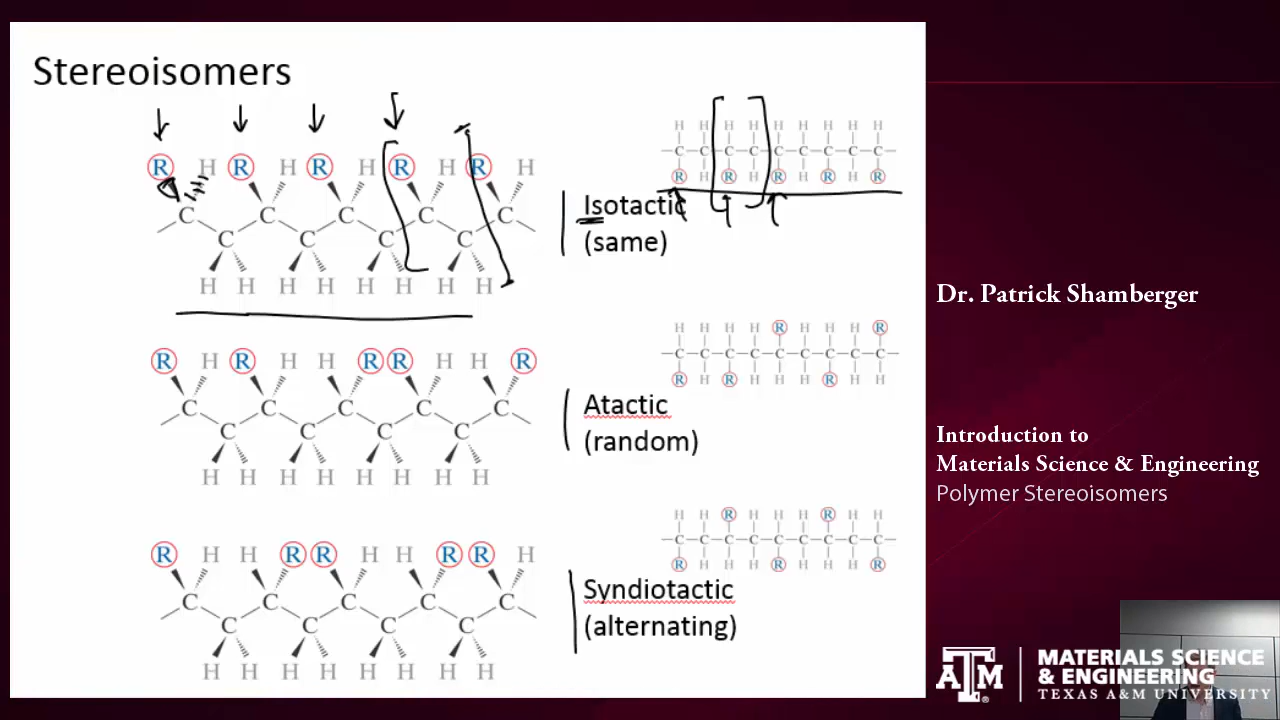 Stereoisomers
R H R H R H R H R H
C C C C C
C C C C
H H H H H H H H
Isotactic
(same)
H H H H H H H H H
C C C C C C C C C
R H R H R H R H R
R H R H H R R H H R
C C C C C
C C C C
H H H H H H H H
Atactic
(random)
H H H H R H H H R
C C C C C C C C C
R H R H H H R H H
R H H R R H H R R H
C C C C C
C C C C
H H H H H H H H
Syndiotactic
(alternating)
H H R H H H R H H
C C C C C C C C C
R H H H R H H H R
Dr. Patrick Shamberger
Introduction to
Materials Science & Engineering
Polymer Stereoisomers
ATM
MATERIALS SCIENCE
& ENGINEERING
TEXAS A&M UNIVERSITY